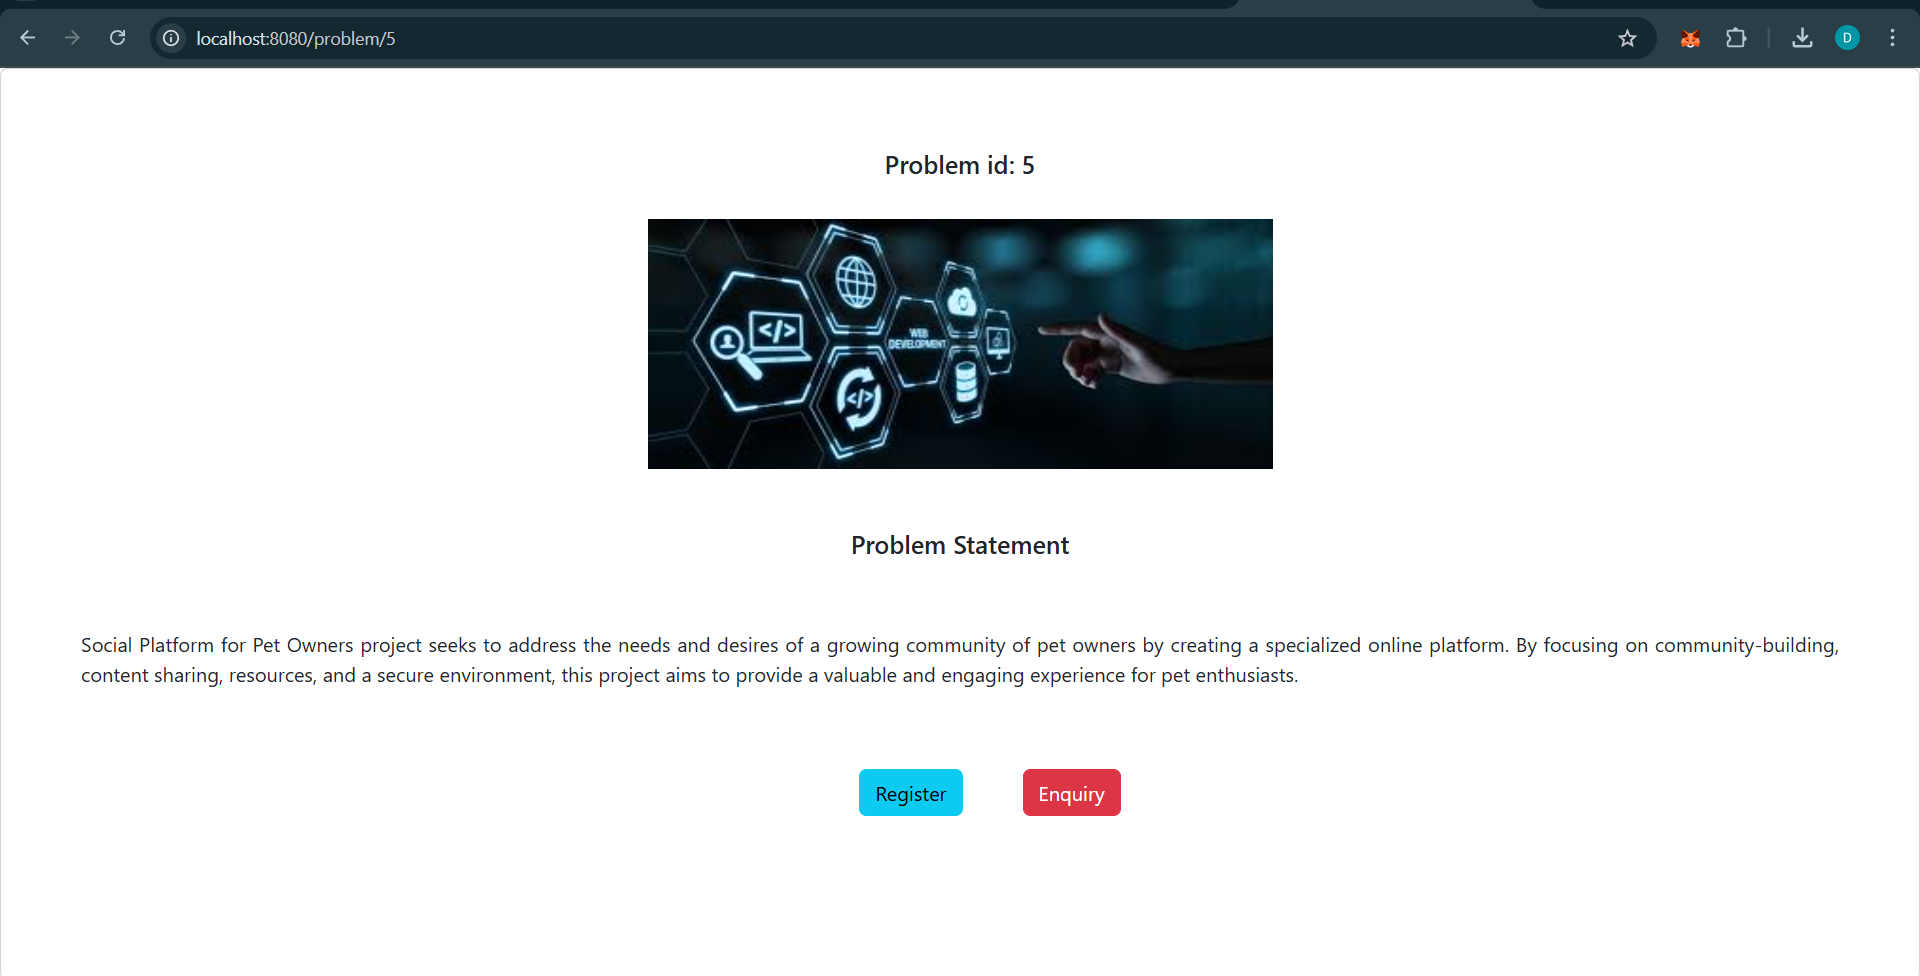 localhost:8080/problem/5
D
Problem id: 5
</>
WEB
DEVELOPMENT
</>
Problem Statement
Social Platform for Pet Owners project seeks to address the needs and desires of a growing community of pet owners by creating a specialized online platform. By focusing on community-building,
content sharing, resources, and a secure environment, this project aims to provide a valuable and engaging experience for pet enthusiasts.
Register
Enquiry